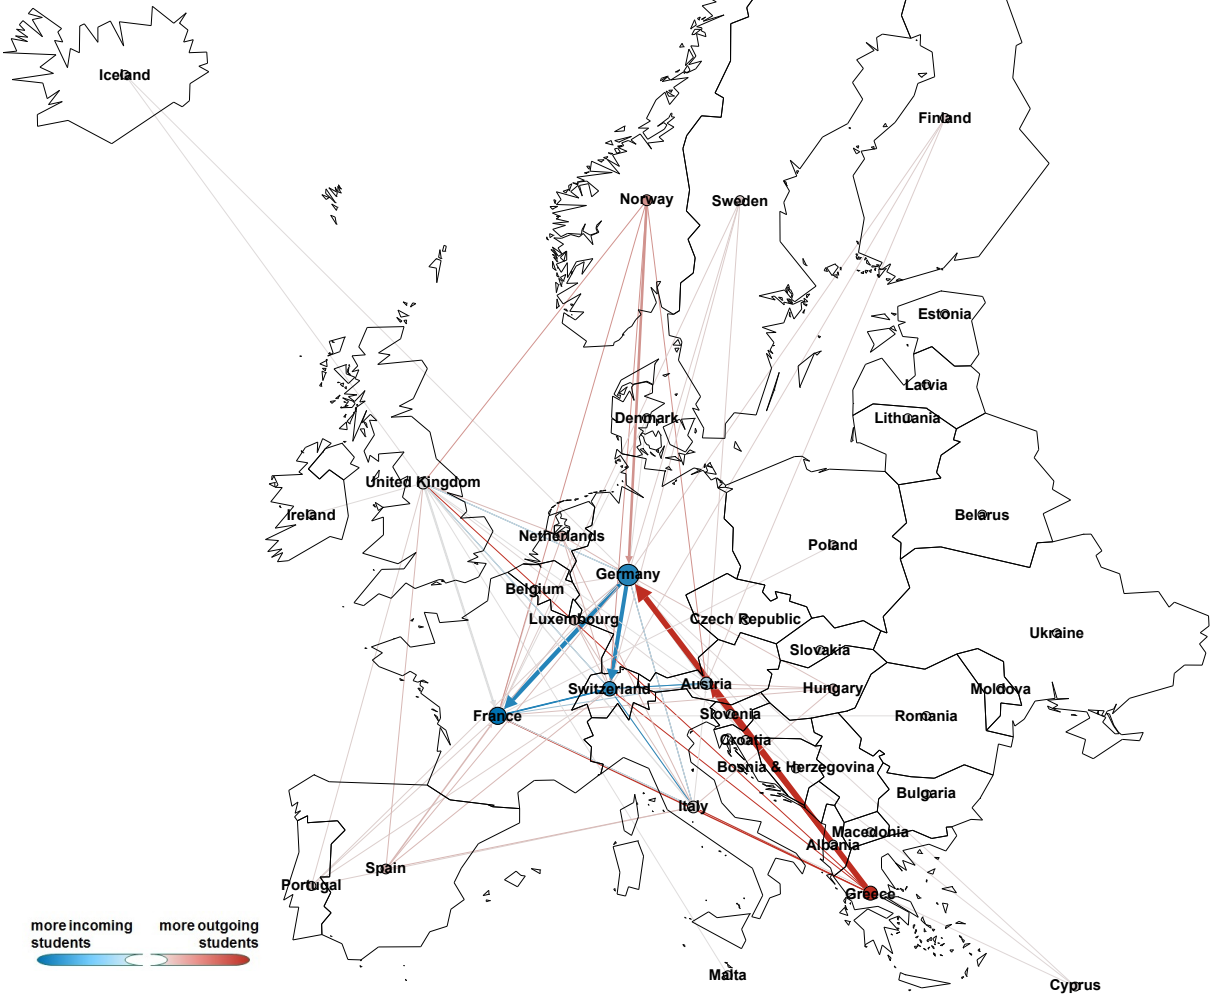 Iceland
Finland
Norway
Sweden
Estonia
Latvia
Denmark
Lithuania
United Kingdom
Ireland
Belarus
Netherlands
Poland
Germany
Belgium
Luxembourg
Czech Republic
Ukraine
Slovakia
Switzerland
Austria
Hungary
Moldova
France
Slovenia
Romania
Croatia
Bosnia & Herzegovina
Bulgaria
Italy
Macedonia
Albania
Spain
Portugal
Greece
more incoming
students
more outgoing
students
Malta
Cyprus